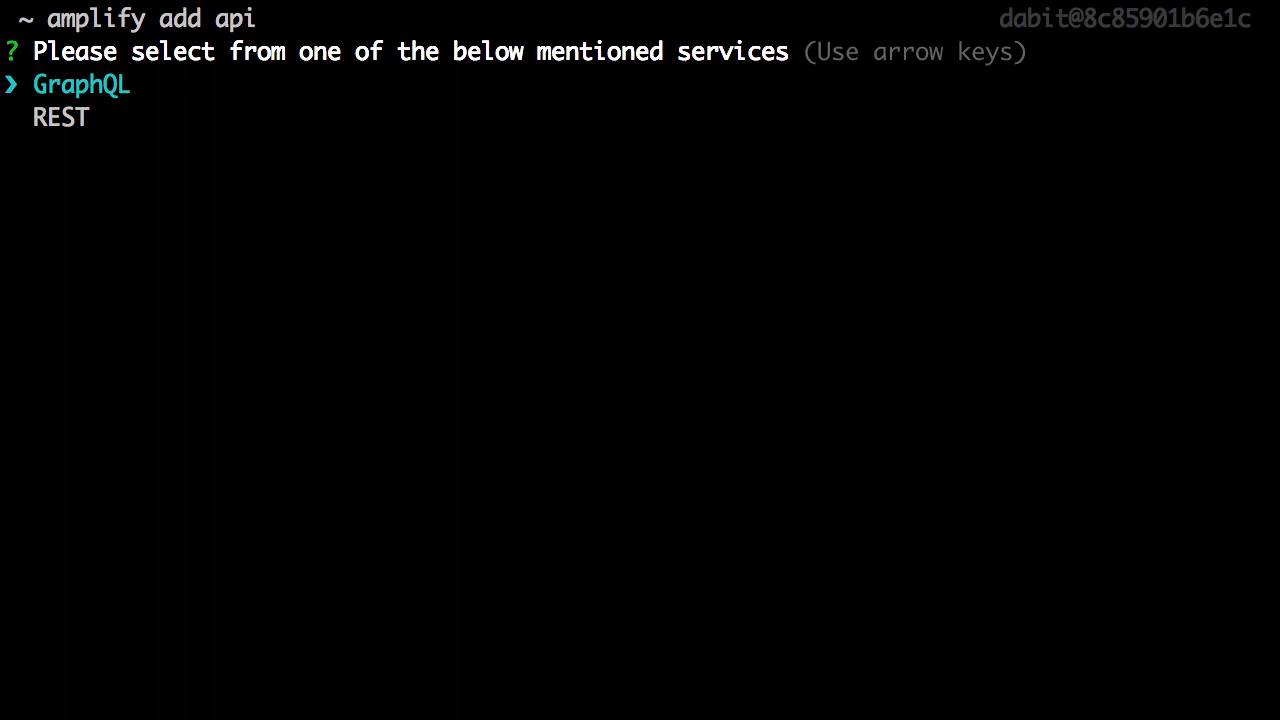 ~ amplify add api dabit@8c85901b6e1c
? Please select from one of the below mentioned services (Use arrow keys)
❯ GraphQL
REST